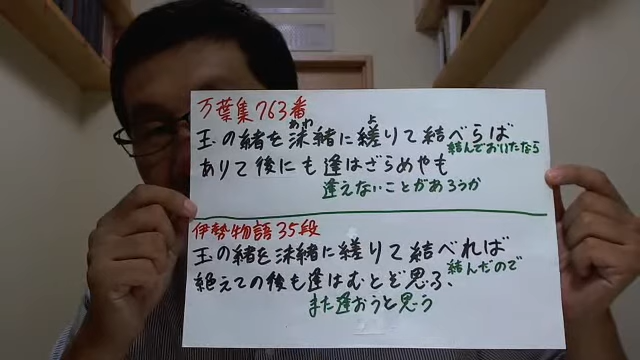 万葉集763番
玉の緒を沫緒に縒りて結べらば
あわ
よ
結んでおいたなら
ありて後にも逢はざらめやも
逢えないことがあろうか
伊勢物語35段
玉の緒を沫緒に縒りて結べれば
結んだので
絶えての後も逢はむとぞ思ふ、
また逢おうと思う